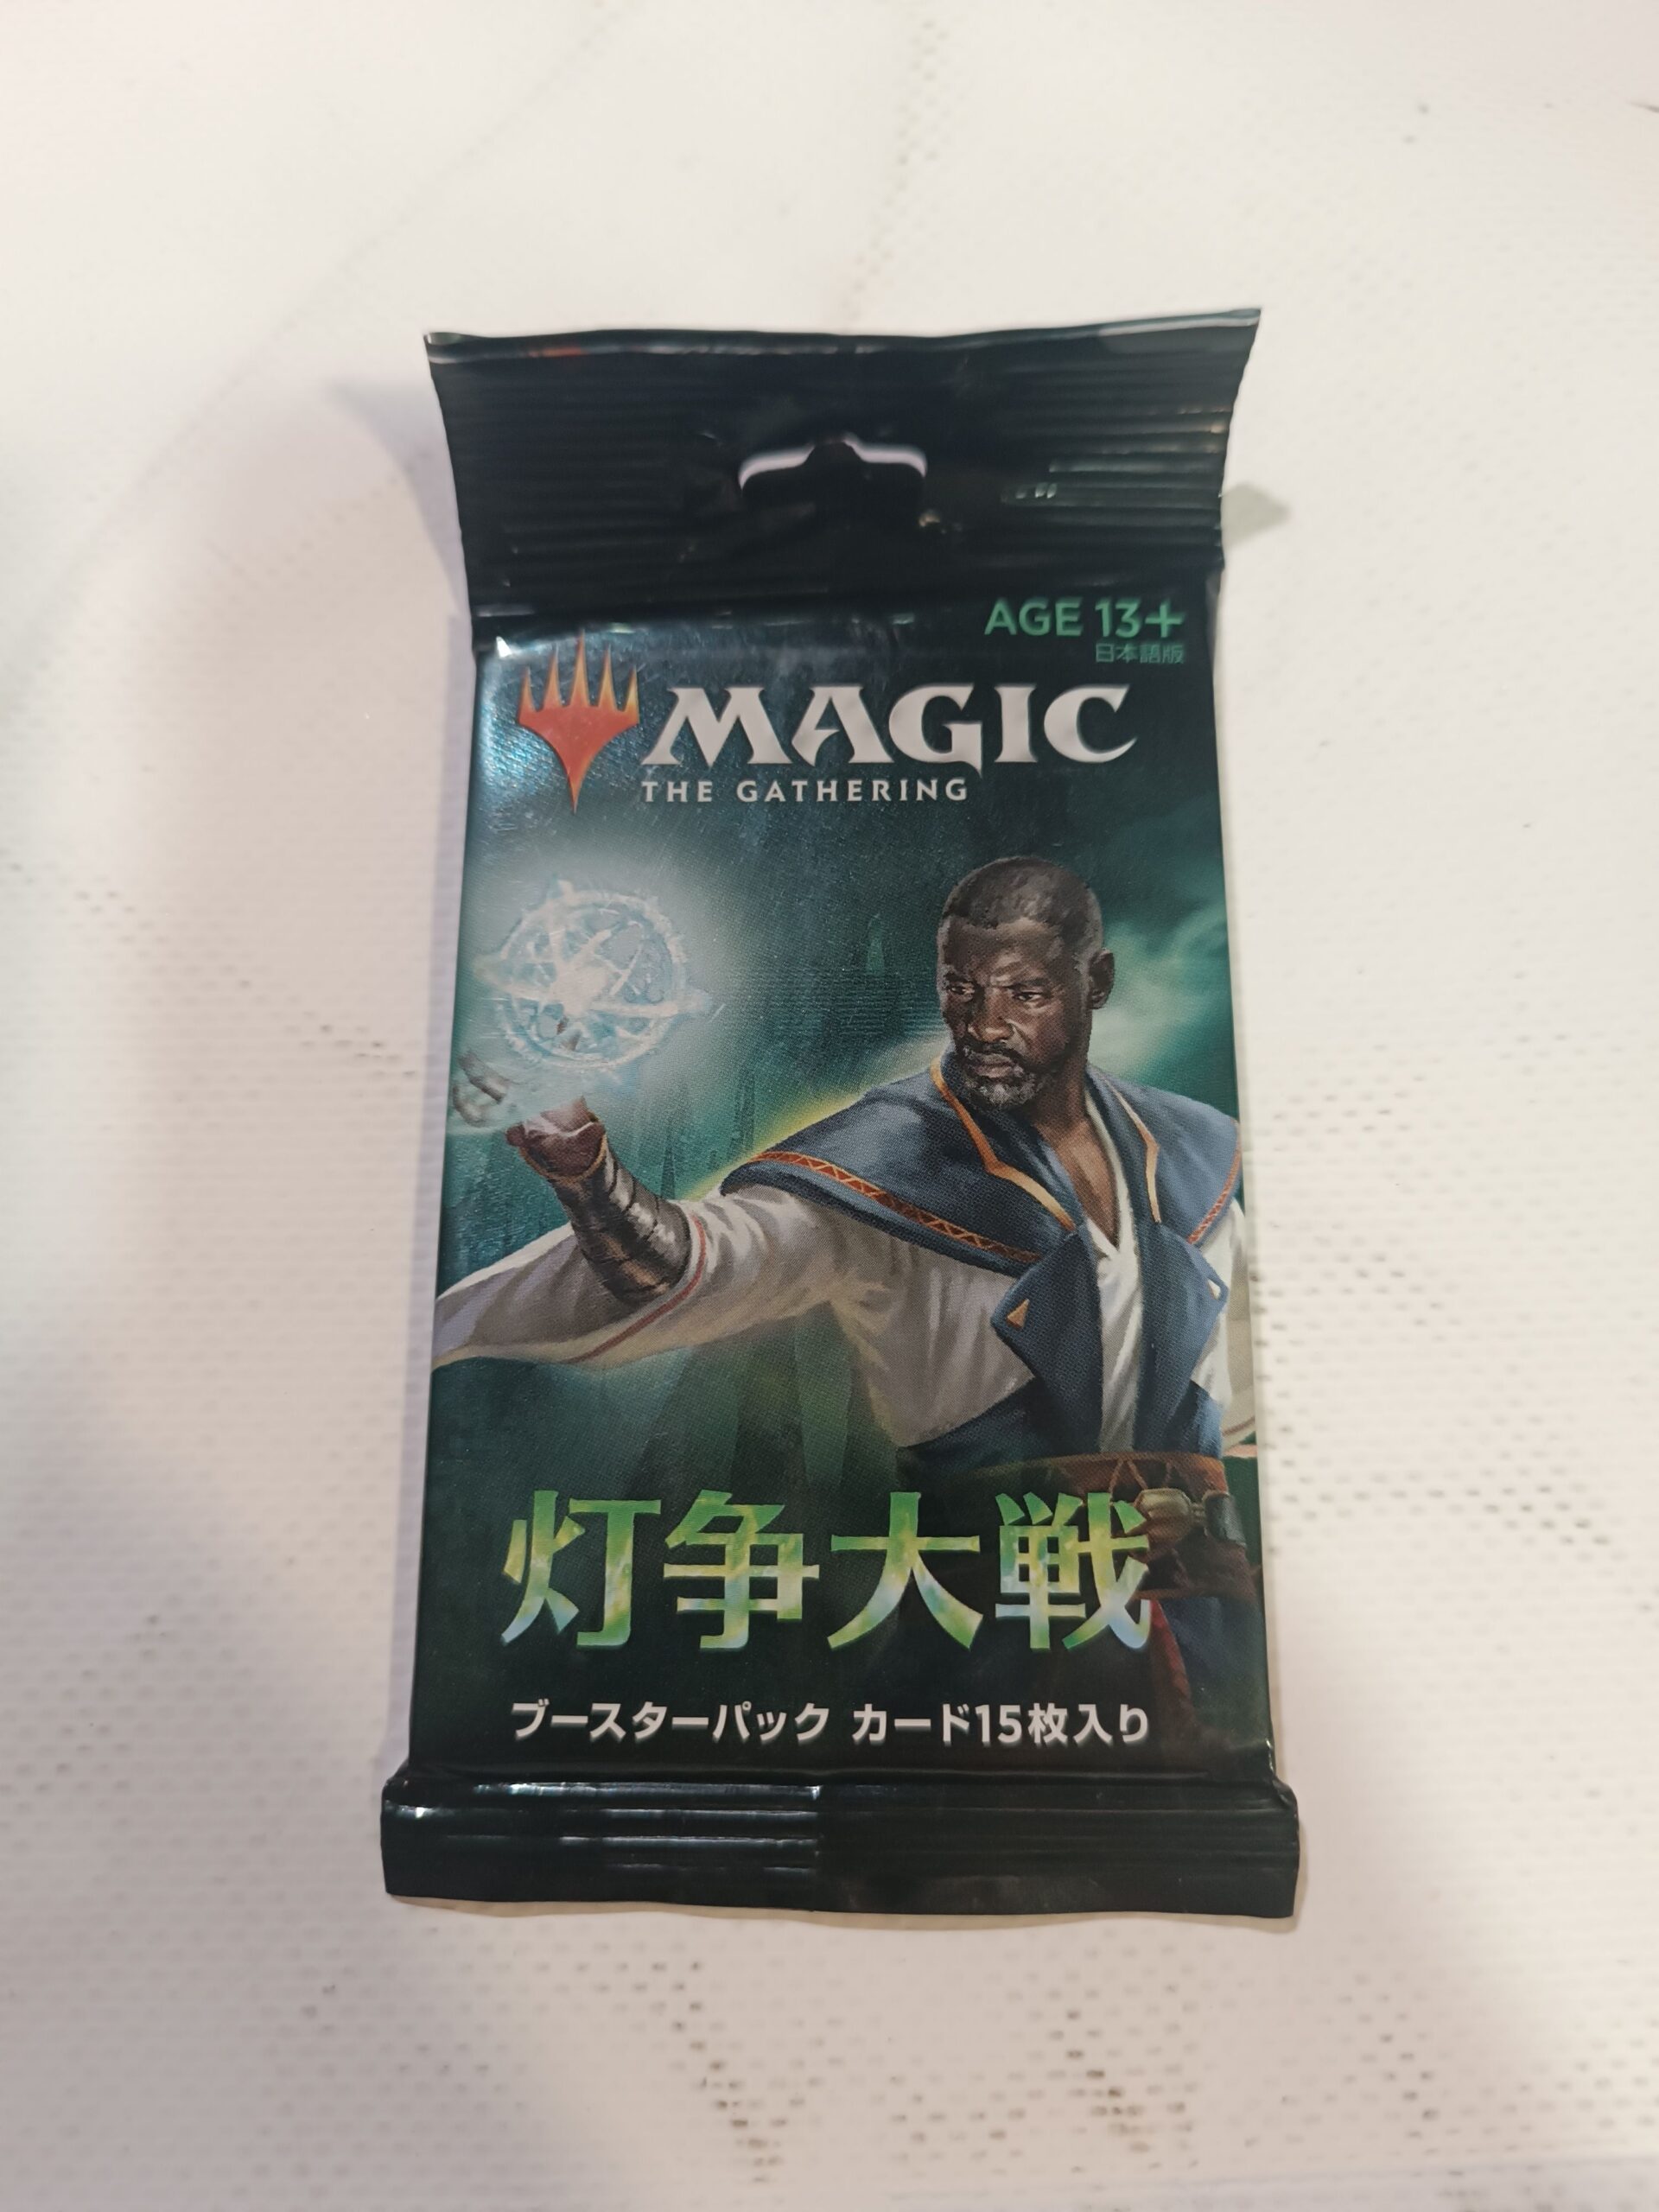 AGE 13+
日本語版
MAGIC
THE GATHERING
灯争大戦
ブースターパック カード15枚入り